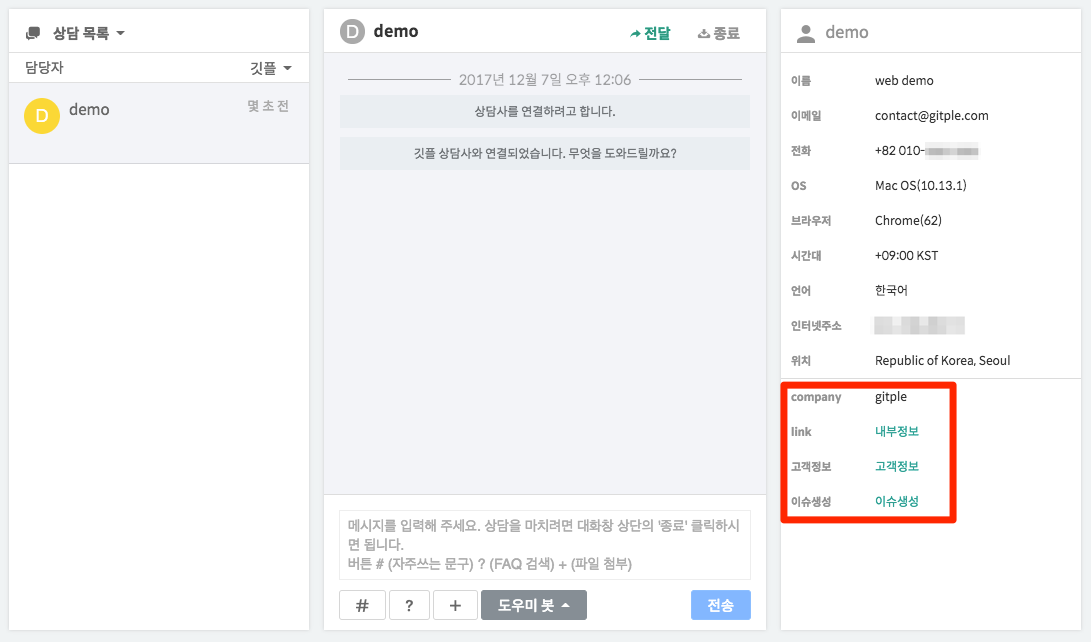 상담 목록
담당자 깃플
D demo 몇 초 전
D demo 전달 종료
2017년 12월 7일 오후 12:06
상담사를 연결하려고 합니다.
깃플 상담사와 연결되었습니다. 무엇을 도와드릴까요?
메시지를 입력해 주세요. 상담을 마치려면 대화창 상단의 '종료' 클릭하시
면 됩니다.
버튼 # (자주쓰는 문구) ? (FAQ 검색) + (파일 첨부)
# ? + 도우미 봇 전송
demo
이름 web demo
이메일 contact@gitple.com
전화 +82 010-
OS Mac OS(10.13.1)
브라우저 Chrome(62)
시간대 +09:00 KST
언어 한국어
인터넷주소
위치 Republic of Korea, Seoul
company gitple
link 내부정보
고객정보 고객정보
이슈생성 이슈생성